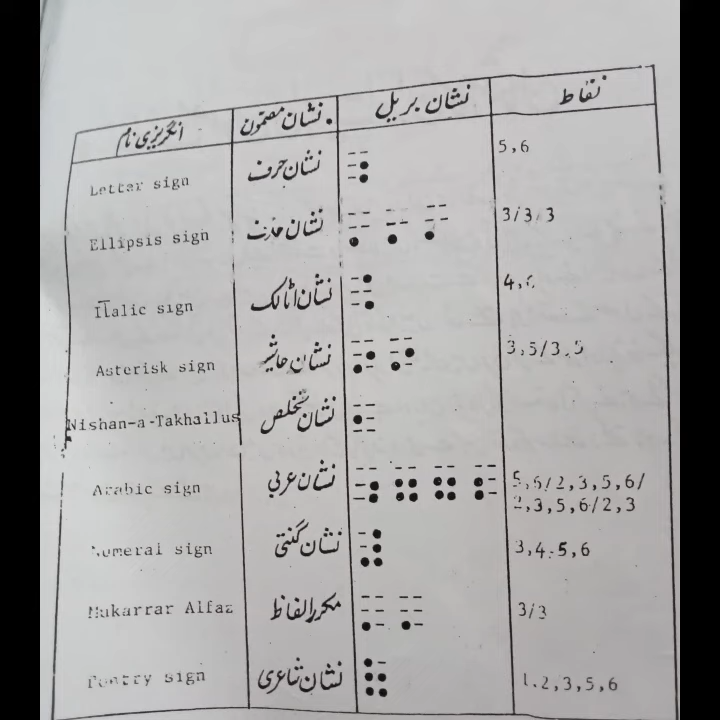 انگریزی نام نشان مضمون نشان بریل نقاط
Letter sign نشان حرف 5,6
Ellipsis sign نشان حذف 3/3/3
Italic sign نشان اٹالک 4,6
Asterisk sign نشان حاشیہ 3,5/3,5
Nishan-a-Takhallus نشان تخلص
Arabic sign نشان عربی 5,6/2,3,5,6/
2,3,5,6/2,3
Numeral sign نشان گنتی 3,4,5,6
Mukarrar Alfaz مکرر الفاظ 3/3
Poetry sign نشان شاعری 1,2,3,5,6